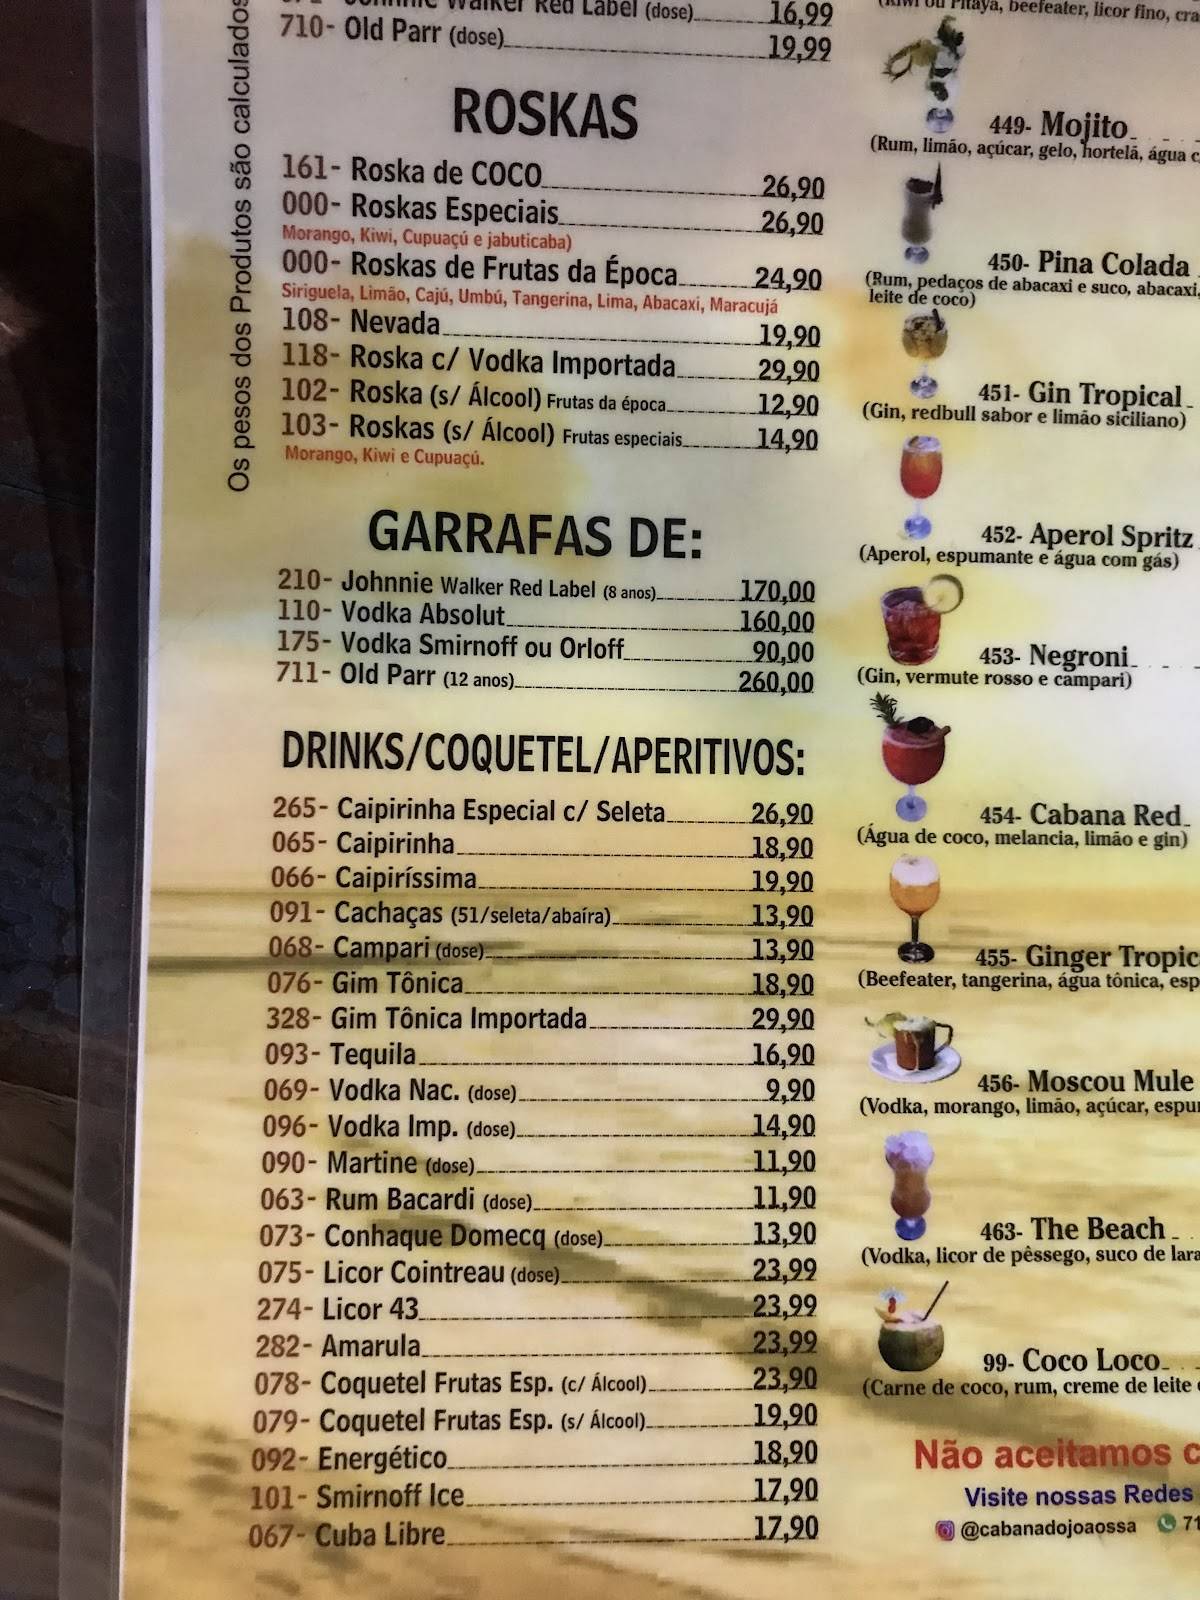 Os pesos dos Produtos são calculados
Walker Red Label (dose) 16,99
710- Old Parr (dose) 19,99
ROSKAS
161- Roska de COCO 26,90
000- Roskas Especiais 26,90
Morango, Kiwi, Cupuaçú e jabuticaba)
000- Roskas de Frutas da Época 24,90
Siriguela, Limão, Cajú, Umbú, Tangerina, Lima, Abacaxi, Maracujá
108- Nevada 19,90
118- Roska c/ Vodka Importada 29,90
102- Roska (s/ Álcool) Frutas da época 12,90
103- Roskas (s/ Álcool) Frutas especiais 14,90
Morango, Kiwi e Cupuaçú.
GARRAFAS DE:
210- Johnnie Walker Red Label (8 anos) 170,00
110- Vodka Absolut 160,00
175- Vodka Smirnoff ou Orloff 90,00
711- Old Parr (12 anos) 260,00
DRINKS/COQUETEL/APERITIVOS:
265- Caipirinha Especial c/ Seleta 26,90
065- Caipirinha 18,90
066- Caipiríssima 19,90
091- Cachaças (51/seleta/abaíra) 13,90
068- Campari (dose) 13,90
076- Gim Tônica 18,90
328- Gim Tônica Importada 29,90
093- Tequila 16,90
069- Vodka Nac. (dose) 9,90
096- Vodka Imp. (dose) 14,90
090- Martine (dose) 11,90
063- Rum Bacardi (dose) 11,90
073- Conhaque Domecq (dose) 13,90
075- Licor Cointreau (dose) 23,99
274- Licor 43 23,99
282- Amarula 23,99
078- Coquetel Frutas Esp. (c/ Álcool) 23,90
079- Coquetel Frutas Esp. (s/ Álcool) 19,90
092- Energético 18,90
101- Smirnoff Ice 17,90
067- Cuba Libre 17,90
Pitaya, beefeater, licor fino, cra
449- Mojito
(Rum, limão, açúcar, gelo, hortelã, água c
450- Pina Colada
(Rum, pedaços de abacaxi e suco, abacaxi,
leite de coco)
451- Gin Tropical
(Gin, redbull sabor e limão siciliano)
452- Aperol Spritz
(Aperol, espumante e água com gás)
453- Negroni
(Gin, vermute rosso e campari)
454- Cabana Red
(Água de coco, melancia, limão e gin)
455- Ginger Tropic
(Beefeater, tangerina, água tônica, esp
456- Moscou Mule
(Vodka, morango, limão, açúcar, espu
463- The Beach
(Vodka, licor de pêssego, suco de lara
99- Coco Loco
(Carne de coco, rum, creme de leite
Não aceitamos c
Visite nossas Redes
@cabanadojoaossa 71